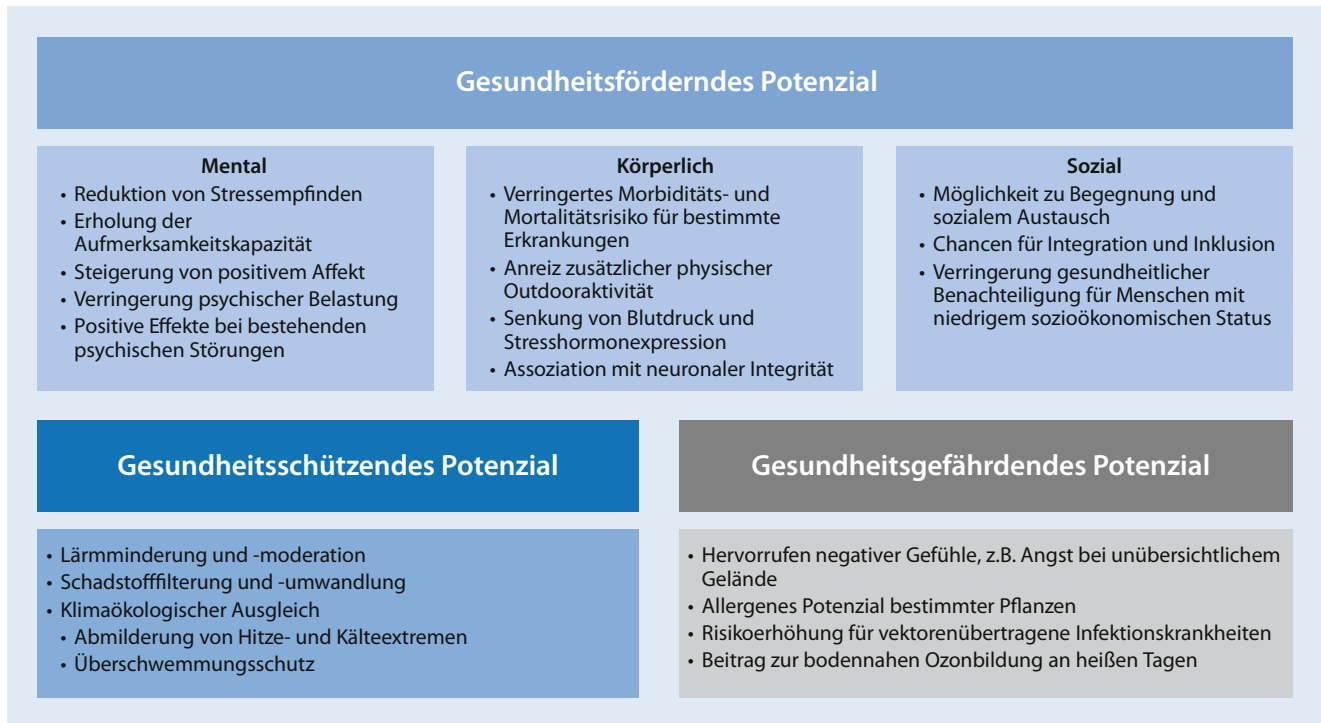 Gesundheitsförderndes Potenzial
Mental
• Reduktion von Stressempfinden
• Erholung der
Aufmerksamkeitskapazität
• Steigerung von positivem Affekt
• Verringerung psychischer Belastung
• Positive Effekte bei bestehenden
psychischen Störungen
Körperlich
• Verringertes Morbiditäts- und
Mortalitätsrisiko für bestimmte
Erkrankungen
• Anreiz zusätzlicher physischer
Outdooraktivität
• Senkung von Blutdruck und
Stresshormonexpression
• Assoziation mit neuronaler Integrität
Sozial
• Möglichkeit zu Begegnung und
sozialem Austausch
• Chancen für Integration und Inklusion
• Verringerung gesundheitlicher
Benachteiligung für Menschen mit
niedrigem sozioökonomischen Status
Gesundheitsschützendes Potenzial
• Lärmminderung und -moderation
• Schadstofffilterung und -umwandlung
• Klimaökologischer Ausgleich
• Abmilderung von Hitze- und Kälteextremen
• Überschwemmungsschutz
Gesundheitsgefährdendes Potenzial
• Hervorrufen negativer Gefühle, z.B. Angst bei unübersichtlichem
Gelände
• Allergenes Potenzial bestimmter Pflanzen
• Risikoerhöhung für vektorenübertragene Infektionskrankheiten
• Beitrag zur bodennahen Ozonbildung an heißen Tagen